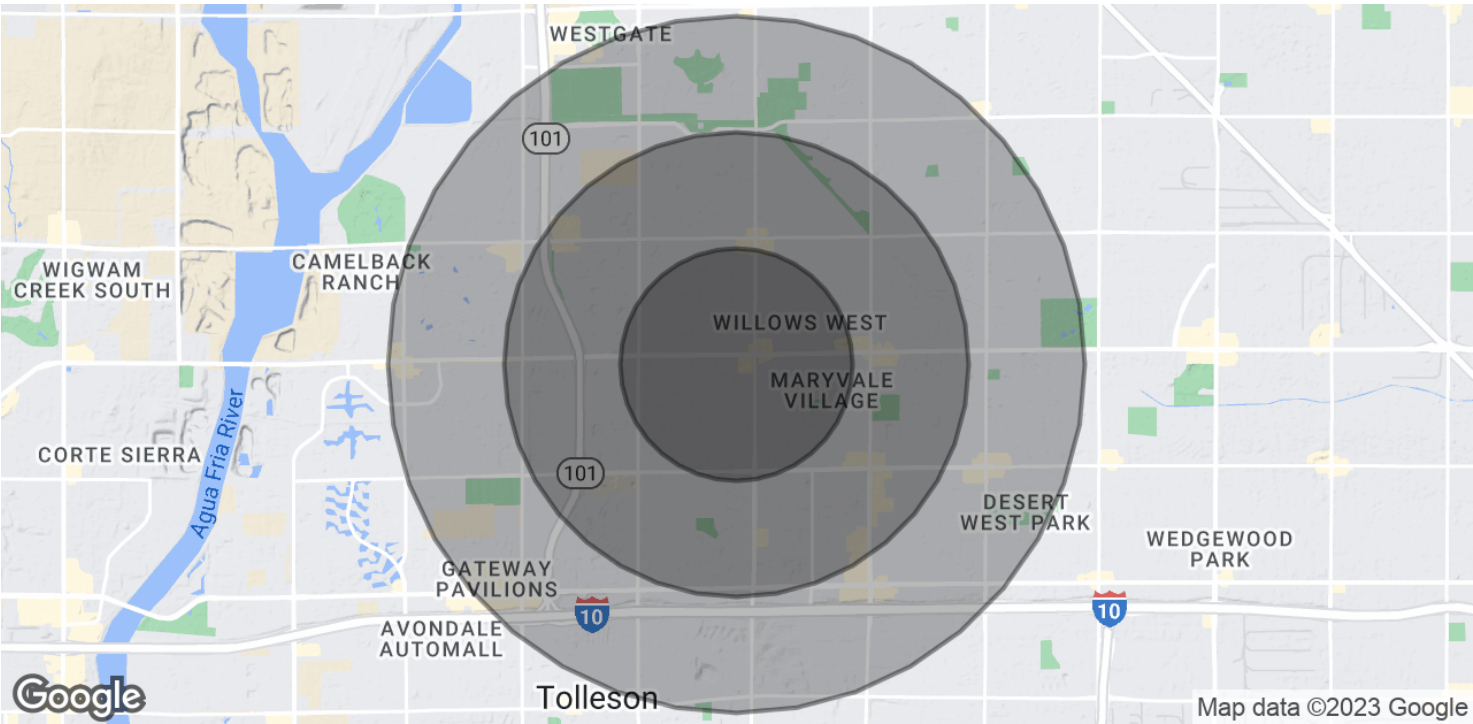 WESTGATE
101
WIGWAM
CREEK SOUTH
CAMELBACK
RANCH
WILLOWS WEST
MARYVALE
VILLAGE
CORTE SIERRA
Agua Fria River
101
DESERT
WEST PARK
WEDGEWOOD
PARK
GATEWAY
PAVILIONS
10
10
AVONDALE
AUTOMALL
Google
Tolleson
Map data ©2023 Google